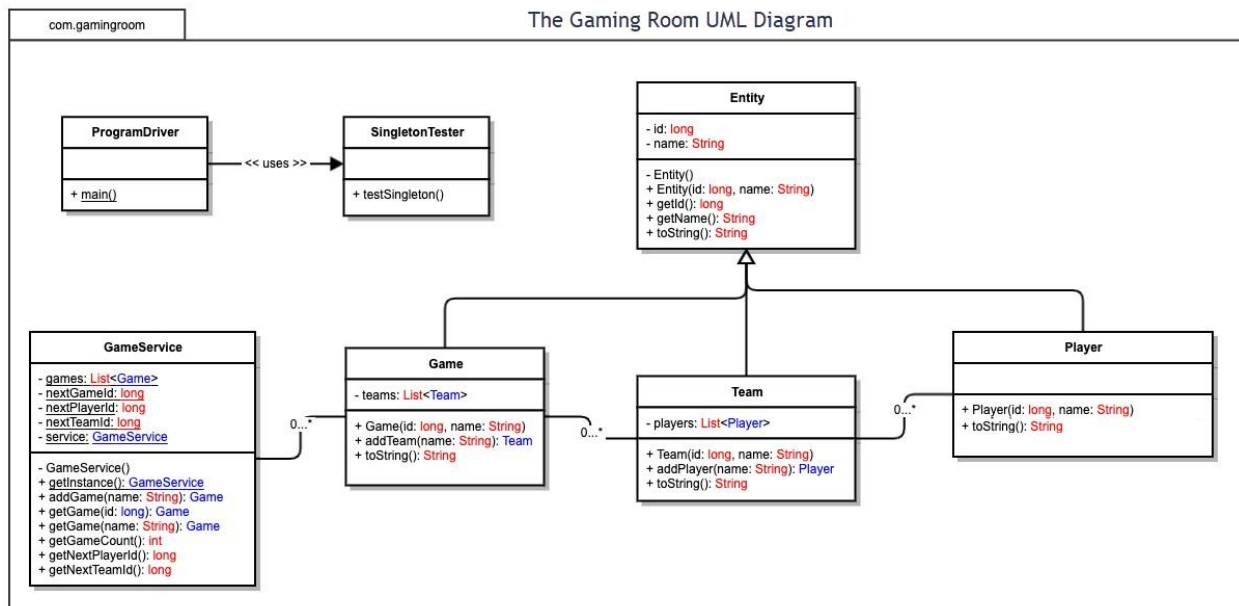 com.gamingroom
The Gaming Room UML Diagram
ProgramDriver
+ main()
<< uses >>
SingletonTester
+ testSingleton()
Entity
- id: long
- name: String
- Entity()
+ Entity(id: long, name: String)
+ getId(): long
+ getName(): String
+ toString(): String
GameService
- games: List<Game>
- nextGameId: long
- nextPlayerId: long
- nextTeamId: long
- service: GameService
- GameService()
+ getInstance(): GameService
+ addGame(name: String): Game
+ getGame(id: long): Game
+ getGame(name: String): Game
+ getGameCount(): int
+ getNextPlayerId(): long
+ getNextTeamId(): long
0...*
Game
- teams: List<Team>
+ Game(id: long, name: String)
+ addTeam(name: String): Team
+ toString(): String
0...*
Team
- players: List<Player>
+ Team(id: long, name: String)
+ addPlayer(name: String): Player
+ toString(): String
0...*
Player
+ Player(id: long, name: String)
+ toString(): String